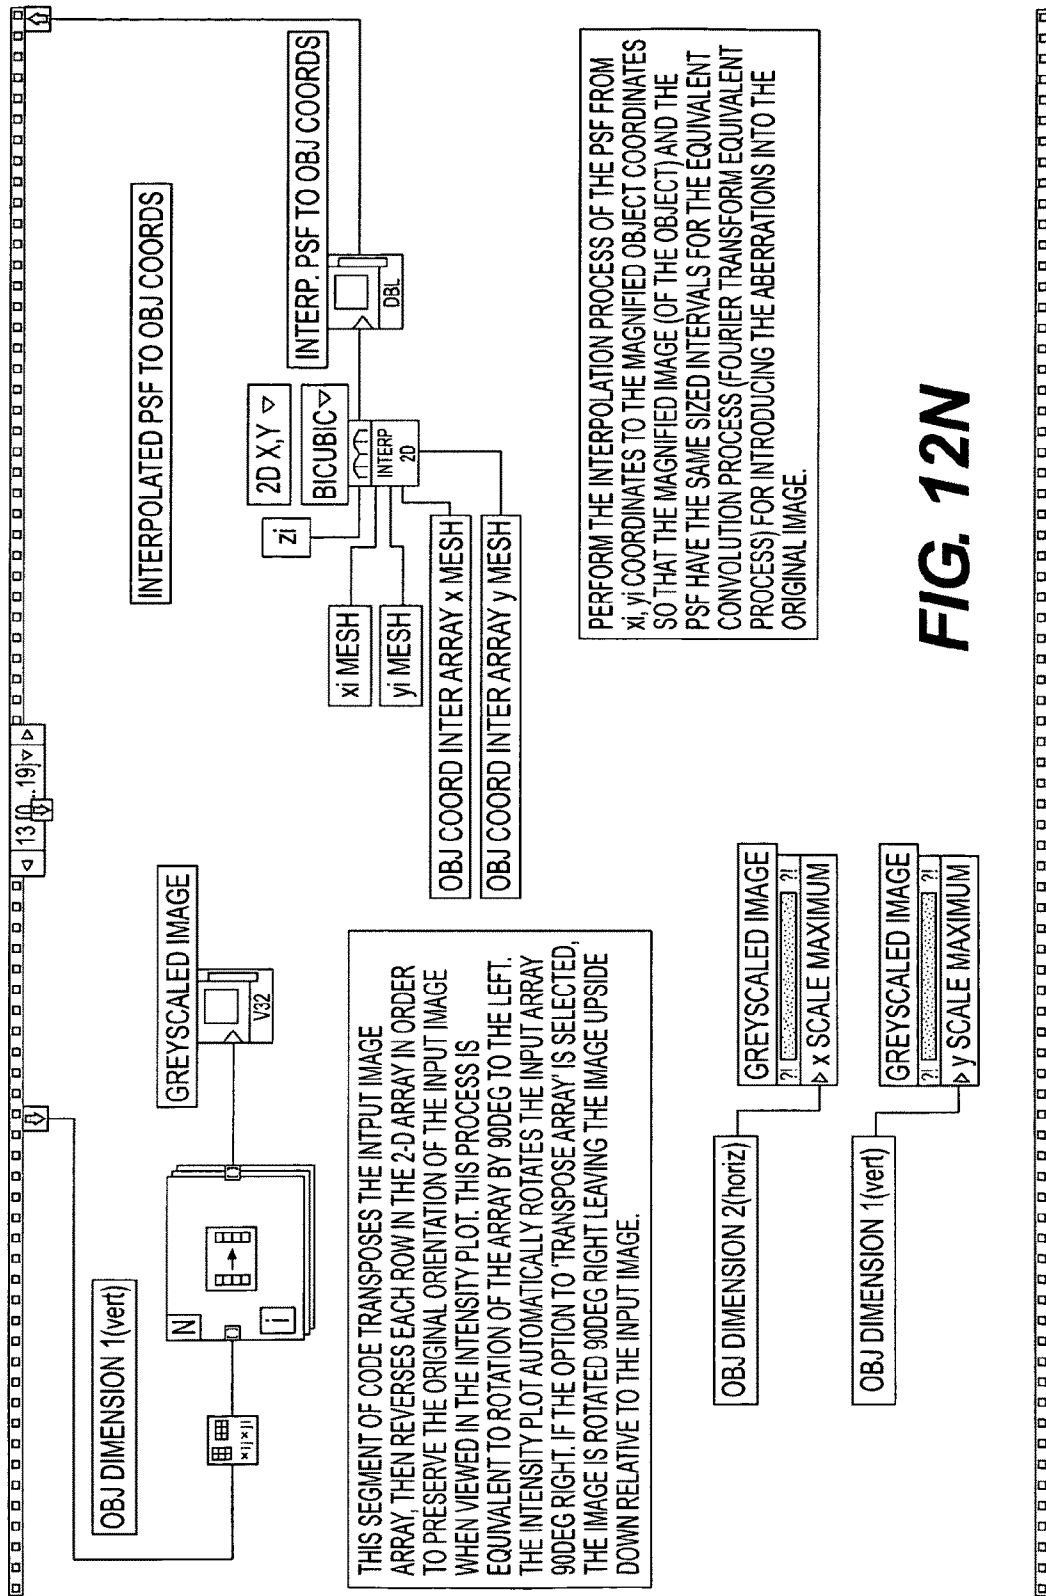 13 [0...19]
OBJ DIMENSION 1(vert)
GREYSCALED IMAGE
N
i
V32
THIS SEGMENT OF CODE TRANSPOSES THE INTPUT IMAGE
ARRAY, THEN REVERSES EACH ROW IN THE 2-D ARRAY IN ORDER
TO PRESERVE THE ORIGINAL ORIENTATION OF THE INPUT IMAGE
WHEN VIEWED IN THE INTENSITY PLOT. THIS PROCESS IS
EQUIVALENT TO ROTATION OF THE ARRAY BY 90DEG TO THE LEFT.
THE INTENSITY PLOT AUTOMATICALLY ROTATES THE INPUT ARRAY
90DEG RIGHT. IF THE OPTION TO 'TRANSPOSE ARRAY' IS SELECTED,
THE IMAGE IS ROTATED 90DEG RIGHT LEAVING THE IMAGE UPSIDE
DOWN RELATIVE TO THE INPUT IMAGE.
OBJ DIMENSION 2(horiz)
GREYSCALED IMAGE
?! ?!
x SCALE MAXIMUM
OBJ DIMENSION 1(vert)
GREYSCALED IMAGE
?! ?!
y SCALE MAXIMUM
INTERPOLATED PSF TO OBJ COORDS
2D X,Y
BICUBIC
zi
INTERP. PSF TO OBJ COORDS
DBL
INTERP
2D
xi MESH
yi MESH
OBJ COORD INTER ARRAY x MESH
OBJ COORD INTER ARRAY y MESH
PERFORM THE INTERPOLATION PROCESS OF THE PSF FROM
xi, yi COORDINATES TO THE MAGNIFIED OBJECT COORDINATES
SO THAT THE MAGNIFIED IMAGE (OF THE OBJECT) AND THE
PSF HAVE THE SAME SIZED INTERVALS FOR THE EQUIVALENT
CONVOLUTION PROCESS (FOURIER TRANSFORM EQUIVALENT
PROCESS) FOR INTRODUCING THE ABERRATIONS INTO THE
ORIGINAL IMAGE.
FIG. 12N